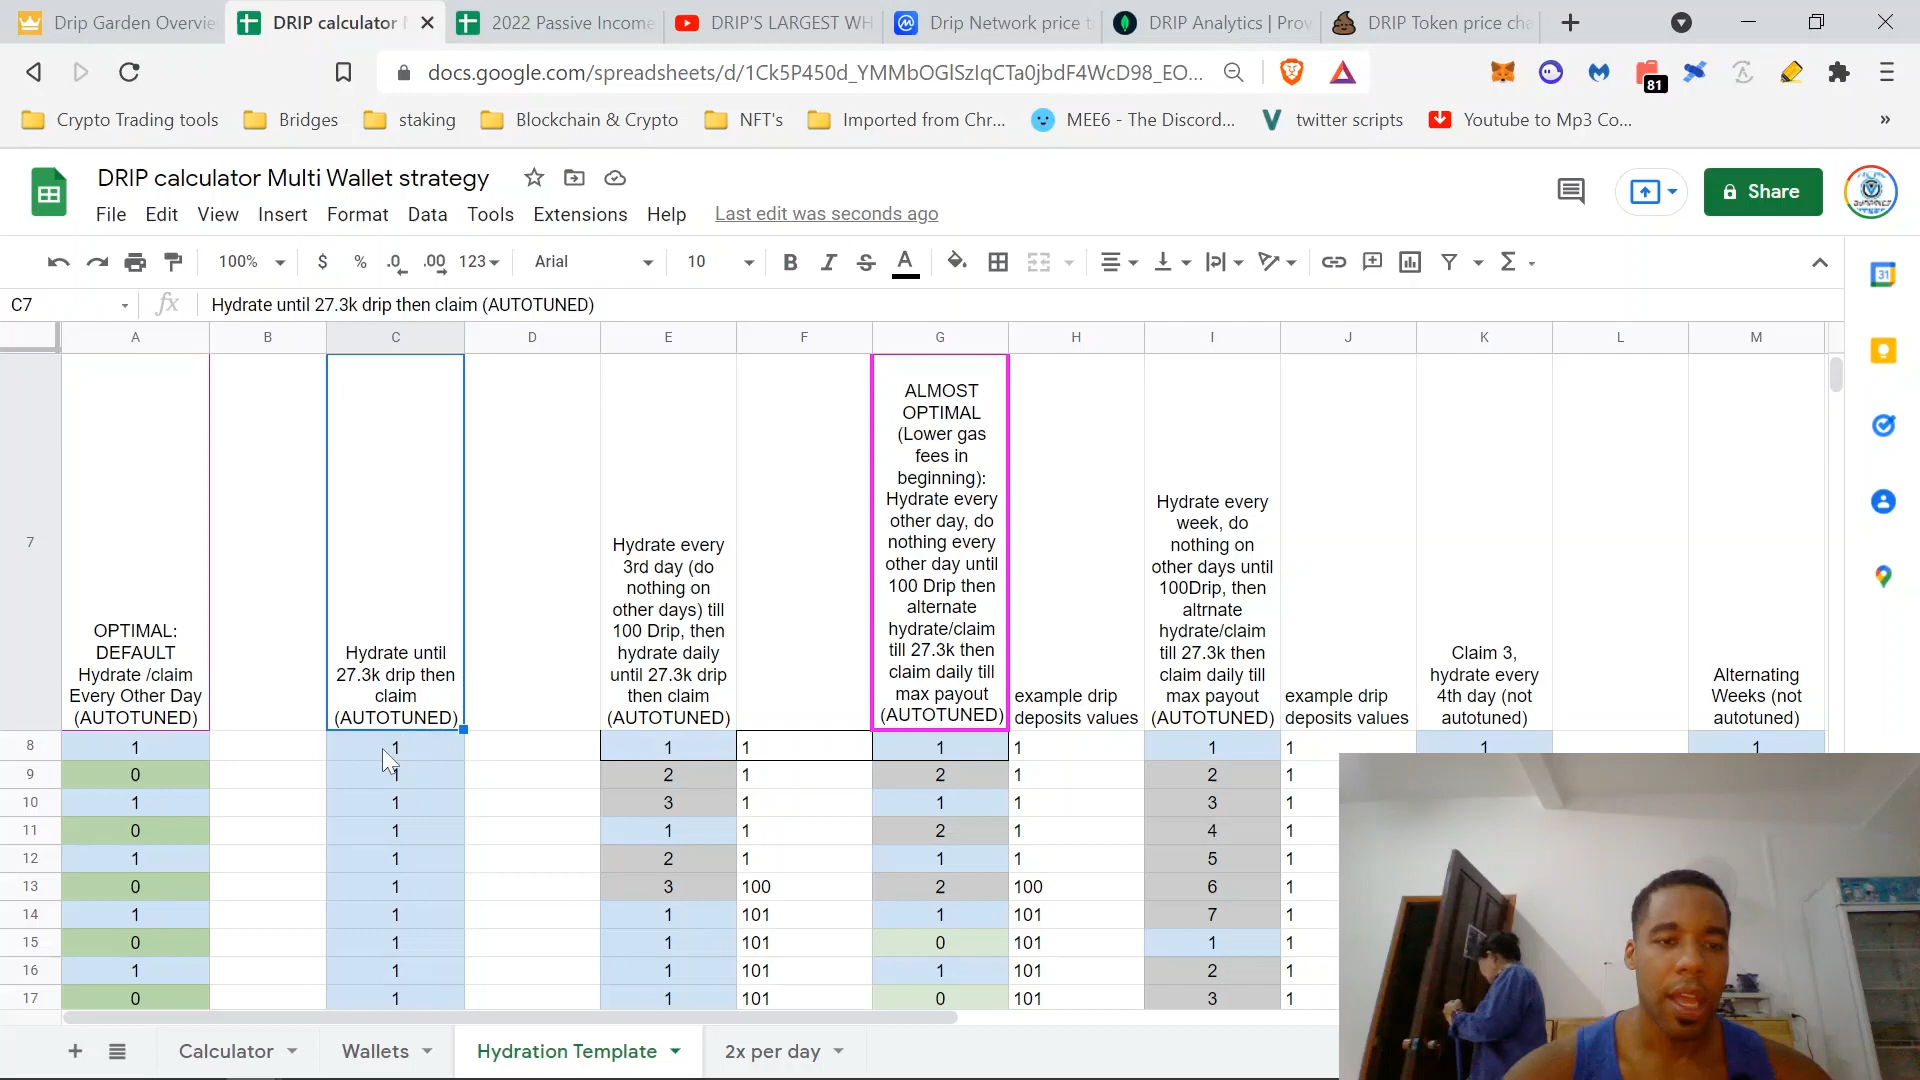 Drip Garden Overvie
DRIP calculator
2022 Passive Income
DRIP'S LARGEST WH
Drip Network price t
DRIP Analytics | Prov
DRIP Token price cha
docs.google.com/spreadsheets/d/1Ck5P450d_YMMbOGlSzIqCTa0jbdF4WcD98_EO...
81
Crypto Trading tools
Bridges
staking
Blockchain & Crypto
NFT's
Imported from Chr...
MEE6 - The Discord...
twitter scripts
Youtube to Mp3 Co...
»
DRIP calculator Multi Wallet strategy
Share
File Edit View Insert Format Data Tools Extensions Help Last edit was seconds ago
100% $ % .0 .00 123 Arial 10 B I S A
31
C7 fx Hydrate until 27.3k drip then claim (AUTOTUNED)
A B C D E F G H I J K L M
7
OPTIMAL:
DEFAULT
Hydrate /claim
Every Other Day
(AUTOTUNED)
Hydrate until
27.3k drip then
claim
(AUTOTUNED)
Hydrate every
3rd day (do
nothing on
other days) till
100 Drip, then
hydrate daily
until 27.3k drip
then claim
(AUTOTUNED)
ALMOST
OPTIMAL
(Lower gas
fees in
beginning):
Hydrate every
other day, do
nothing every
other day until
100 Drip then
alternate
hydrate/claim
till 27.3k then
claim daily till
max payout
(AUTOTUNED)
example drip
deposits values
Hydrate every
week, do
nothing on
other days until
100Drip, then
altrnate
hydrate/claim
till 27.3k then
claim daily till
max payout
(AUTOTUNED)
example drip
deposits values
Claim 3,
hydrate every
4th day (not
autotuned)
Alternating
Weeks (not
autotuned)
8 1 1 1 1 1 1 1 1 1 1
9 0 1 2 1 2 1 2 1
10 1 1 3 1 1 1 3 1
11 0 1 1 1 2 1 4 1
12 1 1 2 1 1 1 5 1
13 0 1 3 100 2 100 6 1
14 1 1 1 101 1 101 7 1
15 0 1 1 101 0 101 1 1
16 1 1 1 101 1 101 2 1
17 0 1 1 101 0 101 3 1
Calculator
Wallets
Hydration Template
2x per day